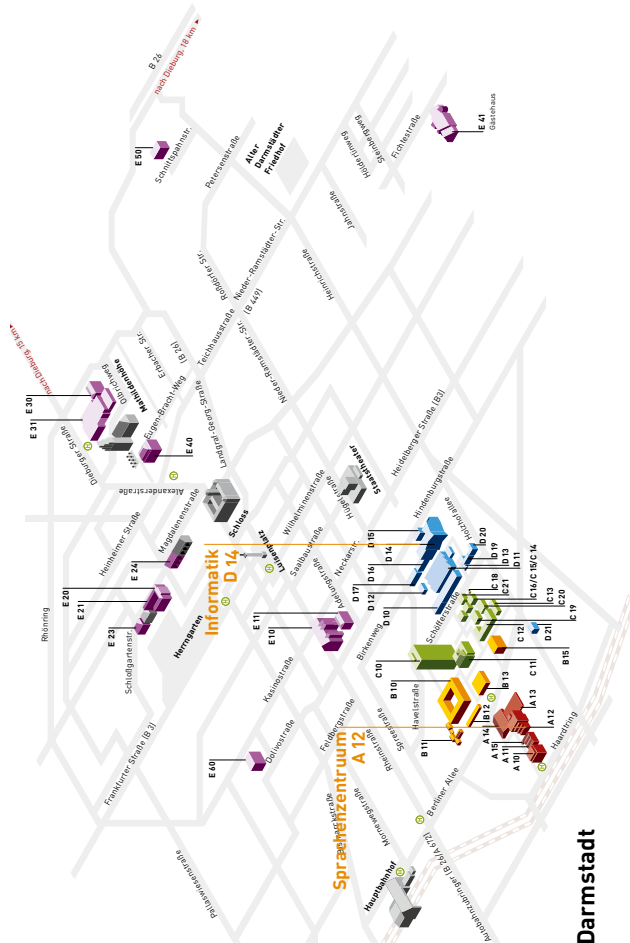 B 26
nach Dieburg, 18 km
E 50
Schnittspahnstr.
Petersenstraße
Alter
Darmstädter
Friedhof
Steinbergweg
Hölderlinweg
Fichtestraße
E 41
Gästehaus
Jahnstraße
Heinrichstraße
Roßdörfer Str.
Nieder-Ramstädter-Str.
Teichhausstraße
Nieder-Ramstädter-Str. (B 449)
nach Dieburg, 15 km
E 30
E 31
Olbrichweg
Mathildenhöhe
Erbacher Str.
(B 26)
Dieburger Straße
H
Eugen-Bracht-Weg
E 40
H
Landgraf-Georg-Straße
Alexanderstraße
Magdalenenstraße
Heinheimer Straße
E 24
Schloss
Luisenplatz
H
Wilhelminenstraße
Hügelstraße
Staatstheater
Heidelberger Straße (B3)
Hindenburgstraße
Holzhofallee
Rhönring
E 20
E 21
E 23
Schloßgartenstr.
Herrngarten
H
Informatik
D 14
Saalbaustraße
Adelungstraße
Neckarstr.
E 11
E 10
Kasinostraße
Birkenweg
D 15
D 14
D 16
D 17
D 12
D 10
D 20
D 19
D 13
D 11
C 16/C 15/C 14
C 18
C 21
C 13
C 20
C 19
C 12
D 21
Schöfferstraße
C 10
C 11
B 15
Frankfurter Straße (B 3)
E 60
Dolivostraße
Feldbergstraße
Sprachenzentruum
A 12
Rheinstraße
Spreestraße
Havelstraße
B 10
B 11
B 12
B 13
H
A 14
A 15
A 11
A 10
A 13
A 12
H
Haardtring
Pallaswiesenstraße
Mornewegstraße
Berliner Allee
H
Hauptbahnhof
H
Autobahnzubringer (B 26/A 672)
Darmstadt